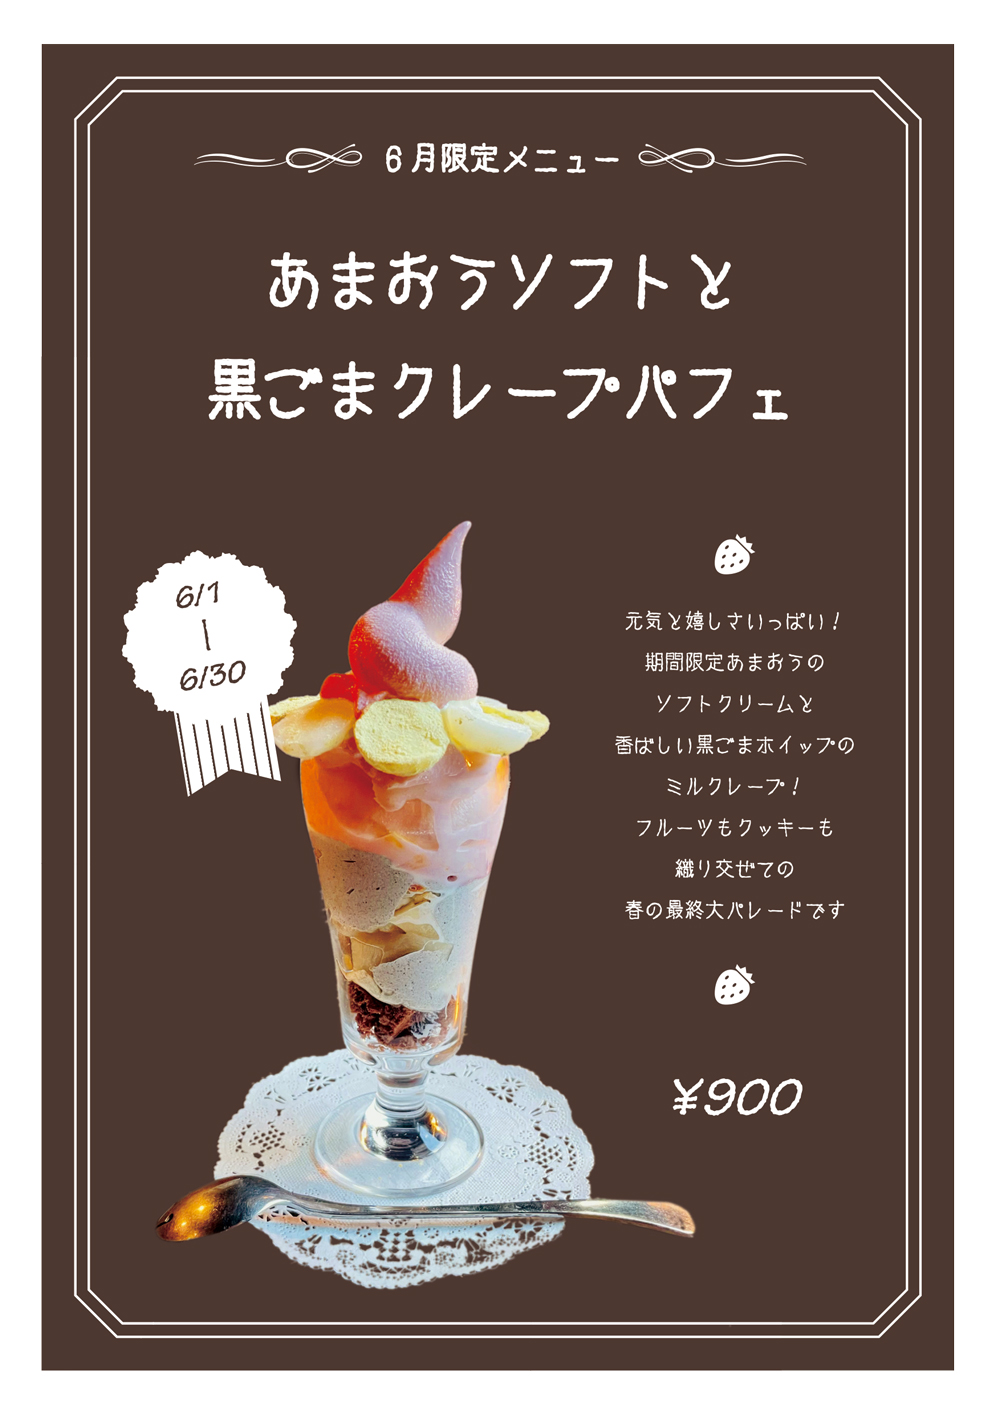 6月限定メニュー
あまおうソフトと
黒ごまクレープパフェ
6/1
|
6/30
元気と嬉しさいっぱい！
期間限定あまおうの
ソフトクリームと
香ばしい黒ごまホイップの
ミルクレープ！
フルーツもクッキーも
織り交ぜての
春の最終大パレードです
¥900